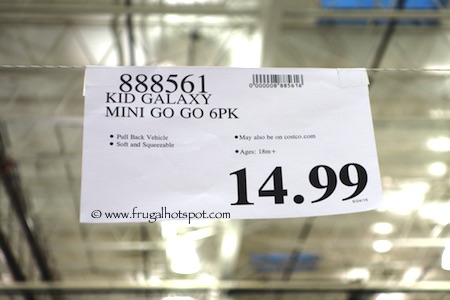 888561
0000008885614
KID GALAXY
MINI GO GO 6PK
• Pull Back Vehicle
• Soft and Squeezable
• May also be on costco.com
• Ages: 18m+
14.99
© www.frugalhotspot.com